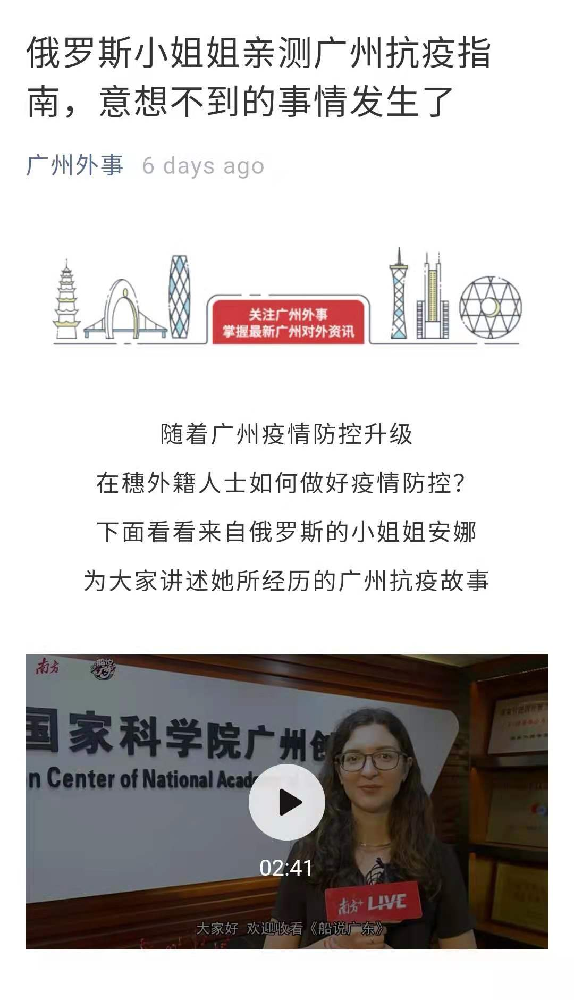 俄罗斯小姐姐亲测广州抗疫指
南，意想不到的事情发生了
广州外事 6 days ago
关注广州外事
掌握最新广州对外资讯
随着广州疫情防控升级
在穗外籍人士如何做好疫情防控？
下面看看来自俄罗斯的小姐姐安娜
为大家讲述她所经历的广州抗疫故事
南方
国家科学院广州创
n Center of National Acad
02:41
南方+ LIVE
大家好 欢迎收看《船说广东》